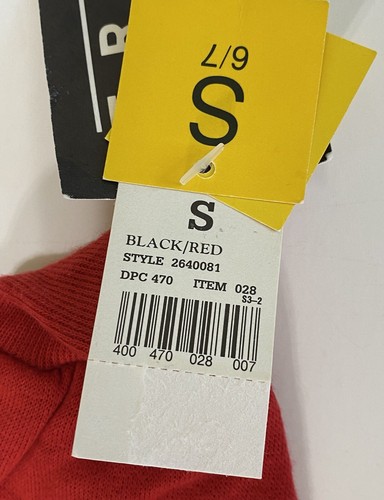 6/7
S
S
BLACK/RED
STYLE 2640081
DPC 470 ITEM 028
S3-2
400 470 028 007